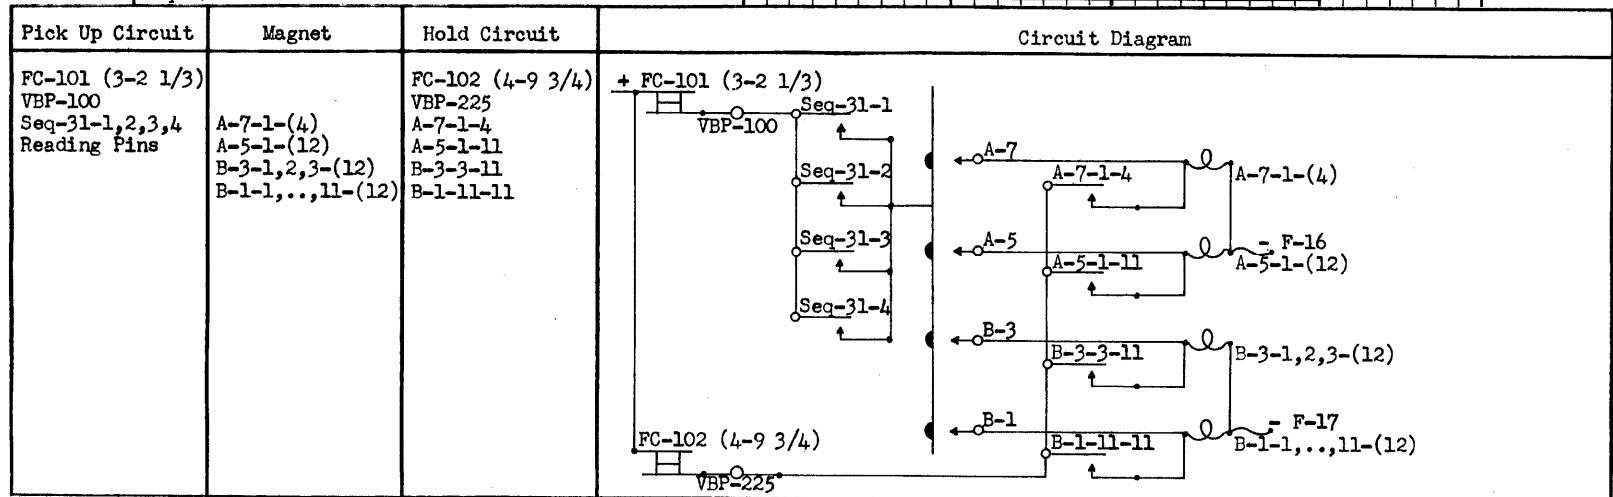 Pick Up Circuit
Magnet
Hold Circuit
Circuit Diagram
FC-101 (3-2 1/3)
VBP-100
Seq-31-1,2,3,4
Reading Pins
A-7-1-(4)
A-5-1-(12)
B-3-1,2,3-(12)
B-1-1,..,11-(12)
FC-102 (4-9 3/4)
VBP-225
A-7-1-4
A-5-1-11
B-3-3-11
B-1-11-11
+ FC-101 (3-2 1/3)
VBP-100
Seq-31-1
Seq-31-2
Seq-31-3
Seq-31-4
A-7
A-7-1-4
A-7-1-(4)
A-5
- F-16
A-5-1-11
A-5-1-(12)
B-3
B-3-3-11
B-3-1,2,3-(12)
B-1
- F-17
B-1-11-11
B-1-1,..,11-(12)
FC-102 (4-9 3/4)
VBP-225